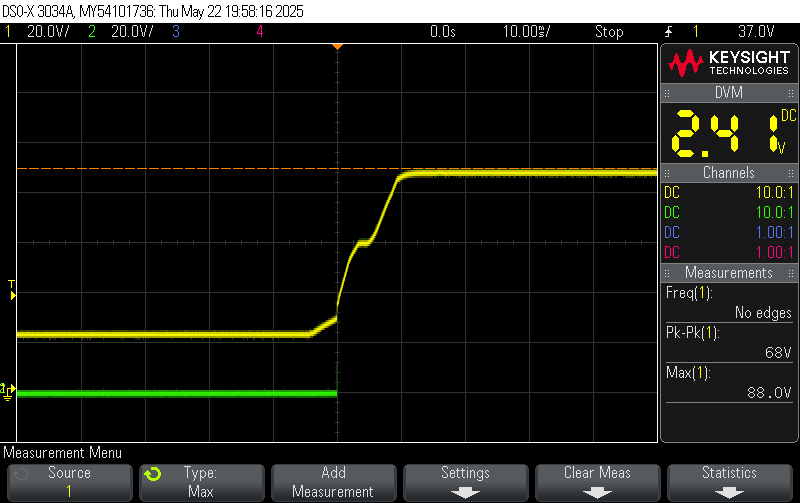 DSO-X 3034A, MY54101736: Thu May 22 19:58:16 2025
1 20.0V/ 2 20.0V/ 3 4 0.0s 10.00ms/ Stop 1 37.0V
KEYSIGHT
TECHNOLOGIES
DVM
2.41 DC V
Channels
DC 10.0:1
DC 10.0:1
DC 1.00:1
DC 1.00:1
Measurements
Freq(1):
No edges
Pk-Pk(1):
68V
Max(1):
88.0V
T
Measurement Menu
Source
1
Type:
Max
Add
Measurement
Settings
Clear Meas
Statistics